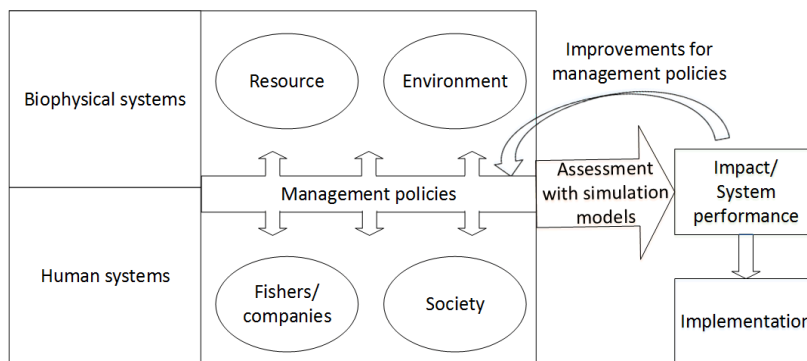 Biophysical systems
Resource
Environment
Improvements for
management policies
Management policies
Assessment
with simulation
models
Impact/
System
performance
Human systems
Fishers/
companies
Society
Implementation